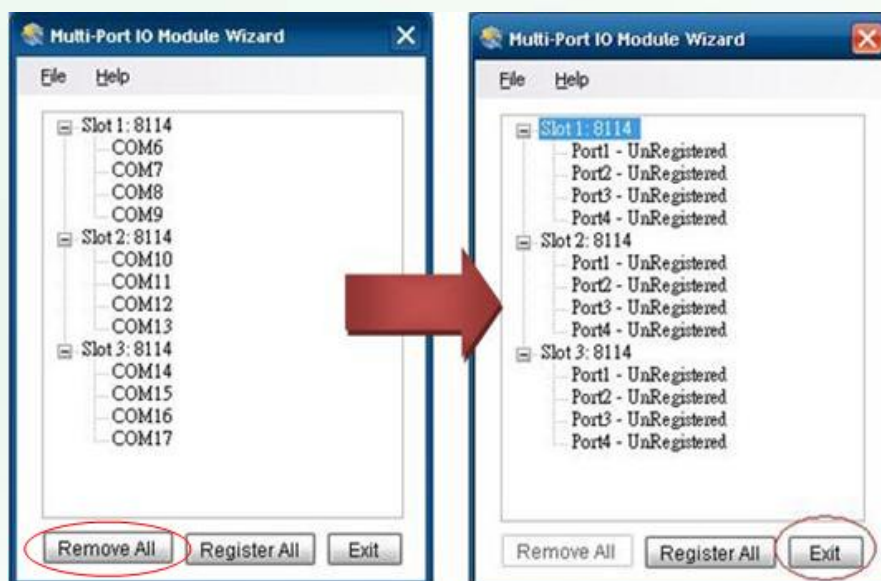 Multi-Port IO Module Wizard
File Help
Slot 1: 8114
COM6
COM7
COM8
COM9
Slot 2: 8114
COM10
COM11
COM12
COM13
Slot 3: 8114
COM14
COM15
COM16
COM17
Remove All Register All Exit
Multi-Port IO Module Wizard
File Help
Slot 1: 8114
Port1 - UnRegistered
Port2 - UnRegistered
Port3 - UnRegistered
Port4 - UnRegistered
Slot 2: 8114
Port1 - UnRegistered
Port2 - UnRegistered
Port3 - UnRegistered
Port4 - UnRegistered
Slot 3: 8114
Port1 - UnRegistered
Port2 - UnRegistered
Port3 - UnRegistered
Port4 - UnRegistered
Remove All Register All Exit